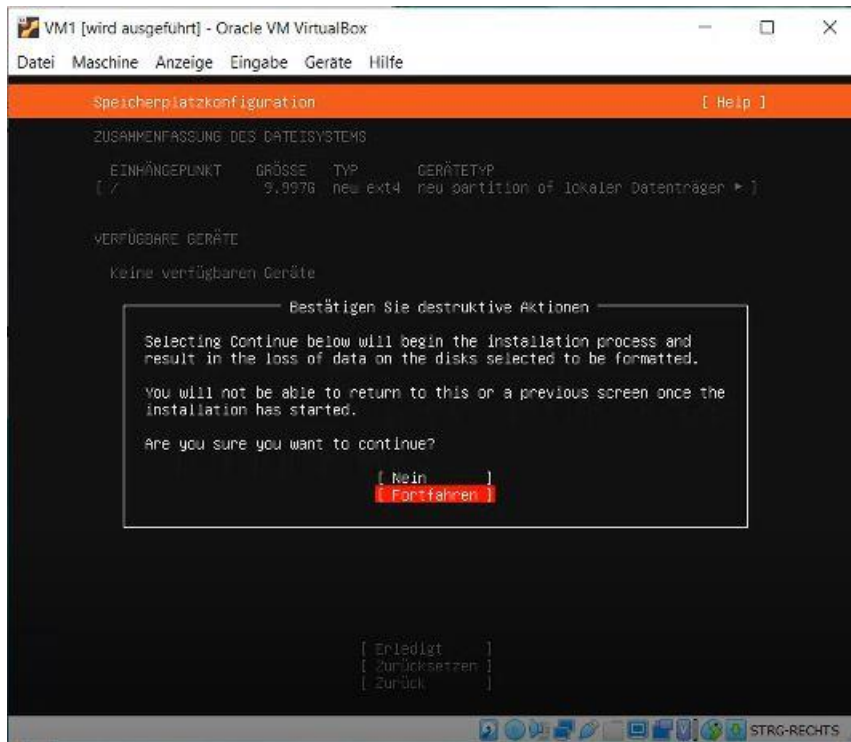 VM1 [wird ausgeführt] - Oracle VM VirtualBox
Datei Maschine Anzeige Eingabe Geräte Hilfe
Speicherplatzkonfiguration [ Help ]
ZUSAMMENFASSUNG DES DATEISYSTEMS
EINHÄNGEPUNKT GRÖSSE TYP GERÄTETYP
[ / 9.997G new ext4 neu partition of lokaler Datenträger ▸ ]
VERFÜGBARE GERÄTE
Keine verfügbaren Geräte
Bestätigen Sie destruktive Aktionen
Selecting Continue below will begin the installation process and
result in the loss of data on the disks selected to be formatted.
You will not be able to return to this or a previous screen once the
installation has started.
Are you sure you want to continue?
[ Nein ]
[ Fortfahren ]
[ Erledigt ]
[ Zurücksetzen ]
[ Zurück ]
STRG-RECHTS